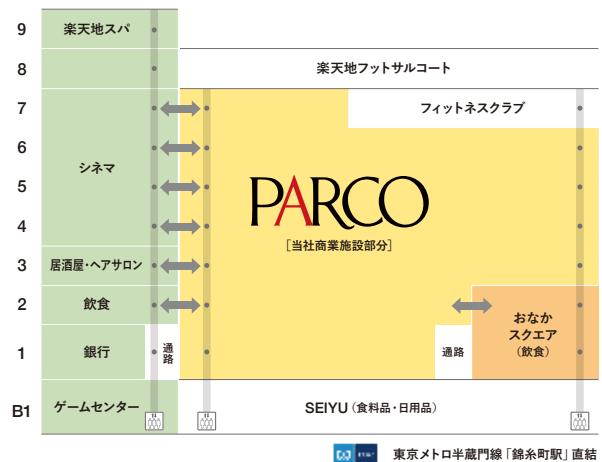 9
楽天地スパ
8
楽天地フットサルコート
7
フィットネスクラブ
6
シネマ
5
PARCO
4
［当社商業施設部分］
3
居酒屋・ヘアサロン
2
飲食
おなか
スクエア
（飲食）
1
銀行
通路
通路
B1
ゲームセンター
SEIYU（食料品・日用品）
東京メトロ半蔵門線「錦糸町駅」直結